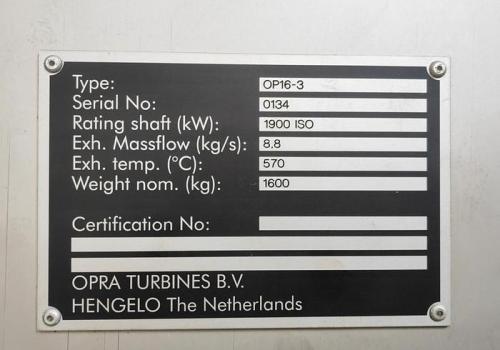 Type: OP16-3
Serial No: 0134
Rating shaft (kW): 1900 ISO
Exh. Massflow (kg/s): 8.8
Exh. temp. (°C): 570
Weight nom. (kg): 1600
Certification No:
OPRA TURBINES B.V.
HENGELO The Netherlands